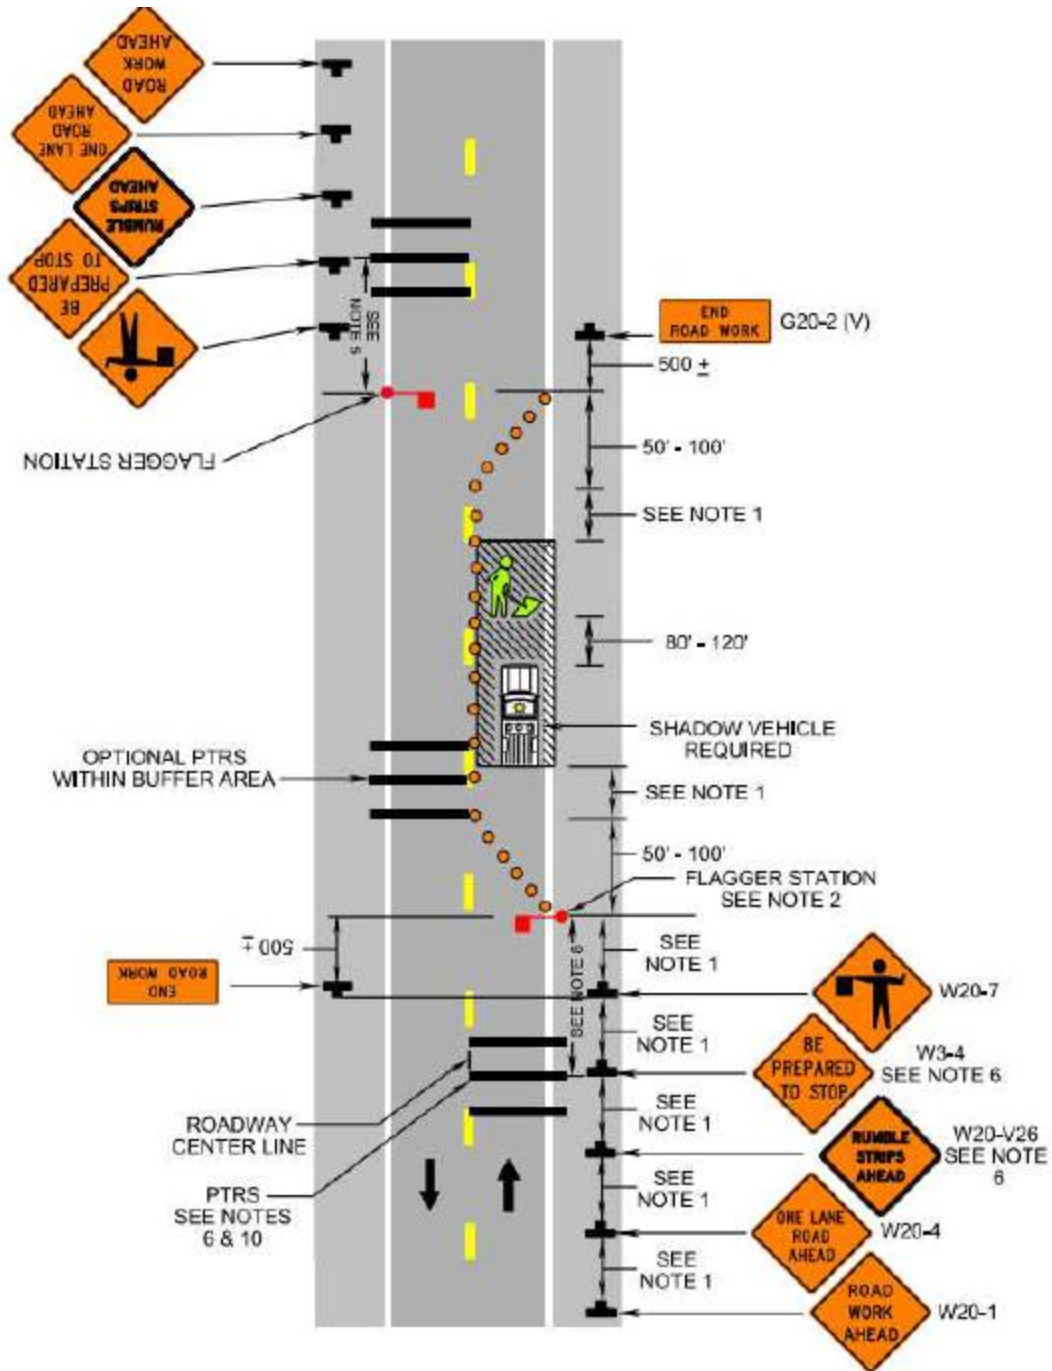 ROAD
WORK
AHEAD
ONE LANE
ROAD
AHEAD
RUMBLE
STRIPS
AHEAD
BE
PREPARED
TO STOP
SEE
NOTE 5
FLAGGER STATION
END
ROAD WORK
G20-2 (V)
500 ±
50' - 100'
SEE NOTE 1
80' - 120'
SHADOW VEHICLE
REQUIRED
OPTIONAL PTRS
WITHIN BUFFER AREA
SEE NOTE 1
50' - 100'
FLAGGER STATION
SEE NOTE 2
500 ±
END
ROAD WORK
SEE NOTE 6
SEE
NOTE 1
W20-7
SEE
NOTE 1
BE
PREPARED
TO STOP
W3-4
SEE NOTE 6
SEE
NOTE 1
ROADWAY
CENTER LINE
RUMBLE
STRIPS
AHEAD
W20-V26
SEE NOTE
6
PTRS
SEE NOTES
6 & 10
SEE
NOTE 1
ONE LANE
ROAD
AHEAD
W20-4
SEE
NOTE 1
ROAD
WORK
AHEAD
W20-1